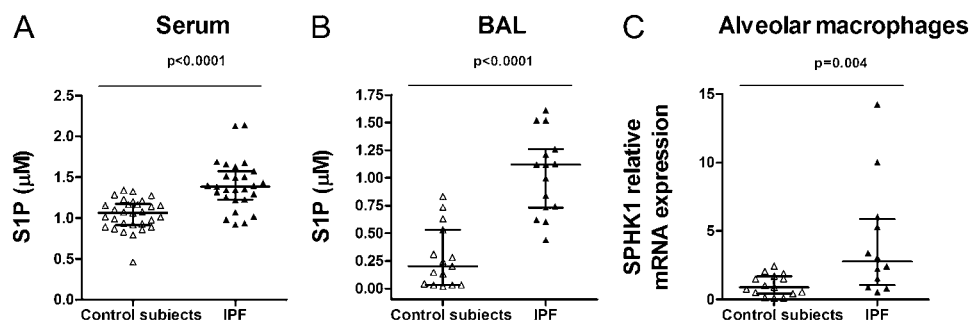 A
Serum
p<0.0001
S1P (µM)
2.5
2.0
1.5
1.0
0.5
0.0
Control subjects
IPF
B
BAL
p<0.0001
S1P (µM)
1.75
1.50
1.25
1.00
0.75
0.50
0.25
0.00
Control subjects
IPF
C
Alveolar macrophages
p=0.004
SPHK1 relative
mRNA expression
15
10
5
0
Control subjects
IPF